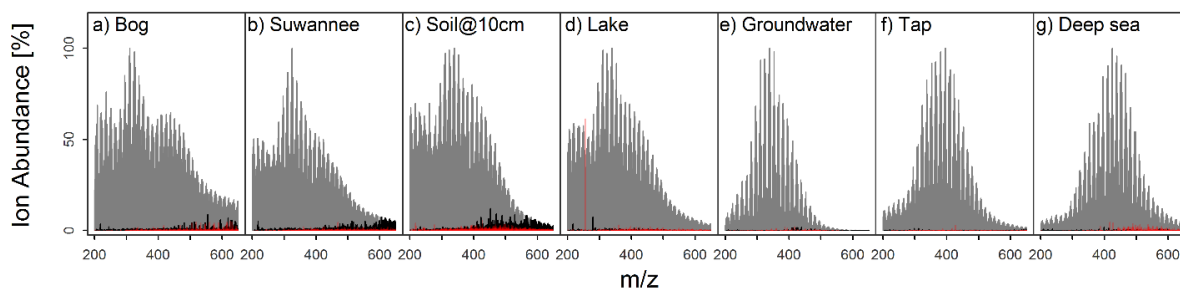 a) Bog b) Suwannee c) Soil@10cm d) Lake e) Groundwater f) Tap g) Deep sea
Ion Abundance [%]
100
50
0
200 400 600 200 400 600 200 400 600 200 400 600 200 400 600 200 400 600 200 400 600
m/z